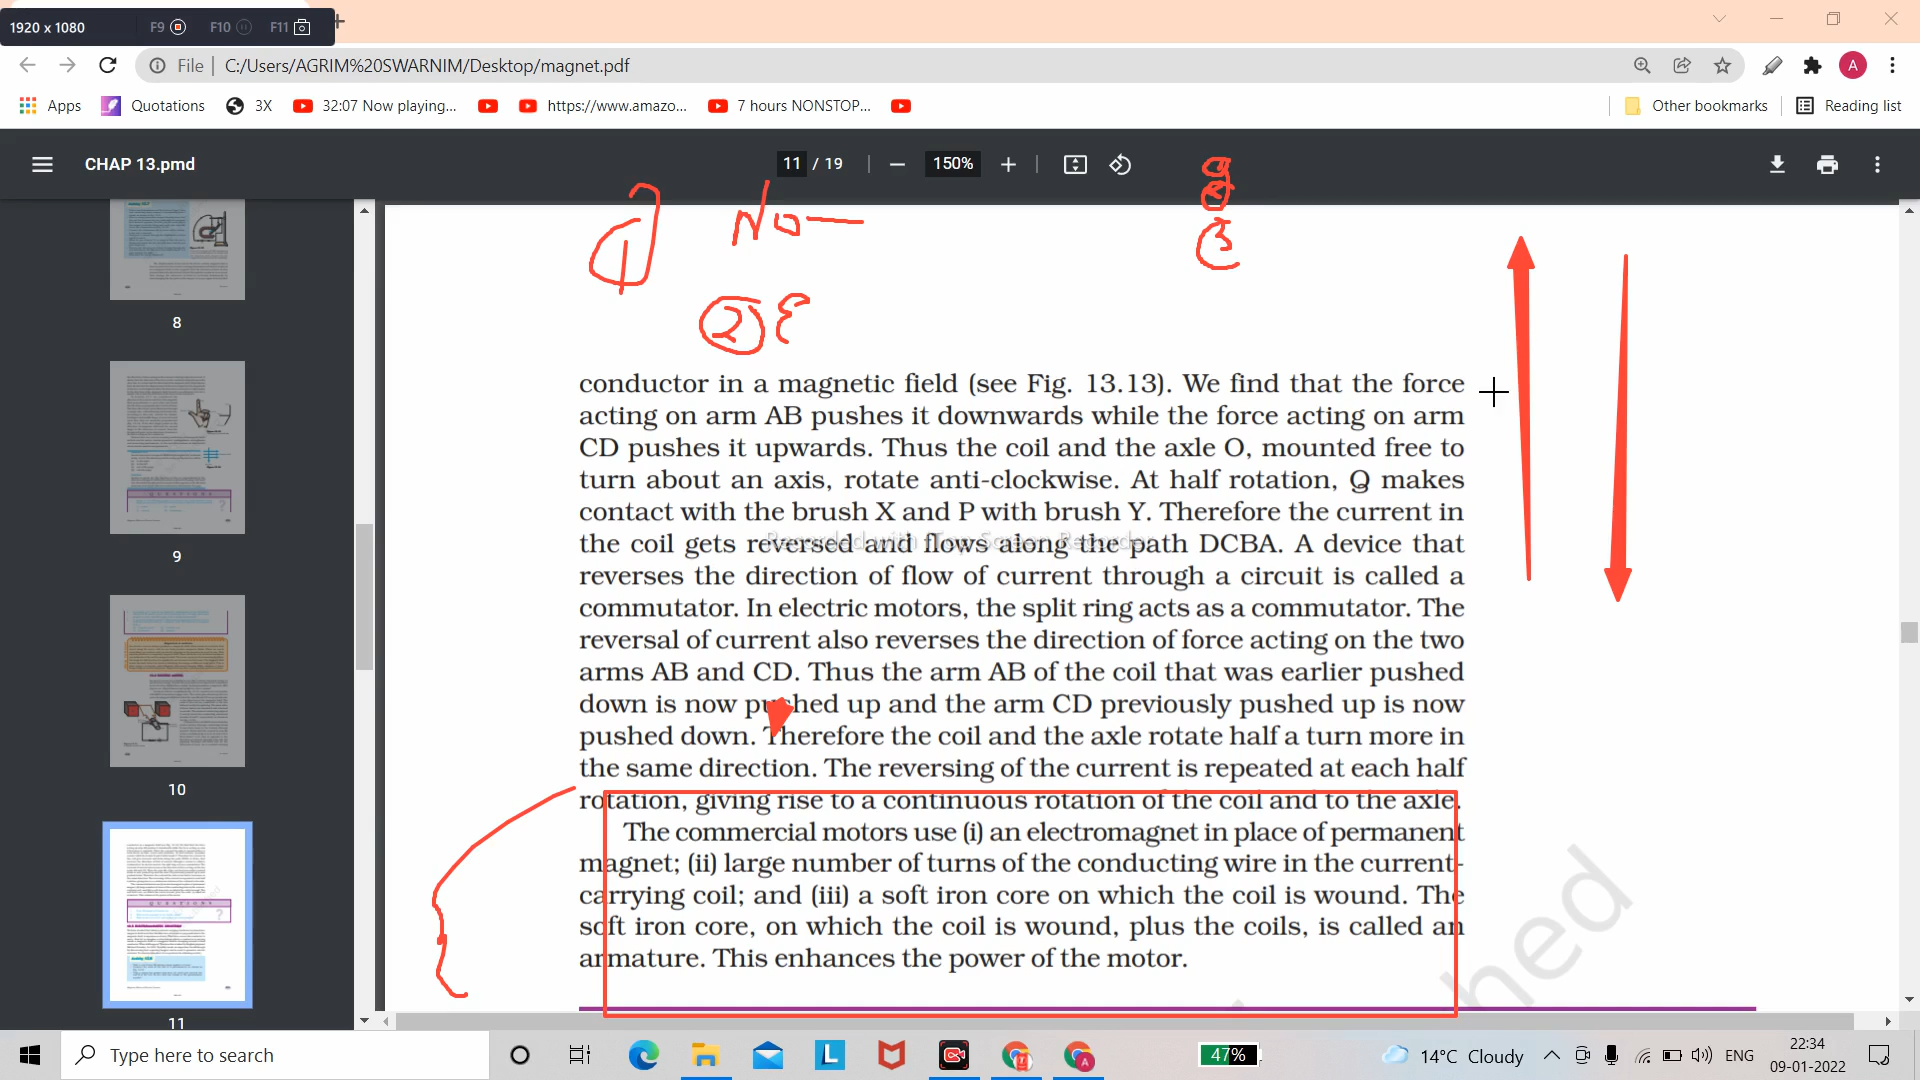 1920 x 1080 F9 F10 F11
File C:/Users/AGRIM%20SWARNIM/Desktop/magnet.pdf A
Apps Quotations 3X 32:07 Now playing... https://www.amazo... 7 hours NONSTOP... Other bookmarks Reading list
CHAP 13.pmd 11 / 19 150%
1 No 2
3
2 E
8
9
10
11
conductor in a magnetic field (see Fig. 13.13). We find that the force
acting on arm AB pushes it downwards while the force acting on arm
CD pushes it upwards. Thus the coil and the axle O, mounted free to
turn about an axis, rotate anti-clockwise. At half rotation, Q makes
contact with the brush X and P with brush Y. Therefore the current in
the coil gets reversed and flows along the path DCBA. A device that
Recorded with iTop Screen Recorder
reverses the direction of flow of current through a circuit is called a
commutator. In electric motors, the split ring acts as a commutator. The
reversal of current also reverses the direction of force acting on the two
arms AB and CD. Thus the arm AB of the coil that was earlier pushed
down is now pushed up and the arm CD previously pushed up is now
pushed down. Therefore the coil and the axle rotate half a turn more in
the same direction. The reversing of the current is repeated at each half
rotation, giving rise to a continuous rotation of the coil and to the axle.
The commercial motors use (i) an electromagnet in place of permanent
magnet; (ii) large number of turns of the conducting wire in the current-
carrying coil; and (iii) a soft iron core on which the coil is wound. The
soft iron core, on which the coil is wound, plus the coils, is called an
armature. This enhances the power of the motor.
hed
Type here to search L 47% 14°C Cloudy ENG 22:34
09-01-2022